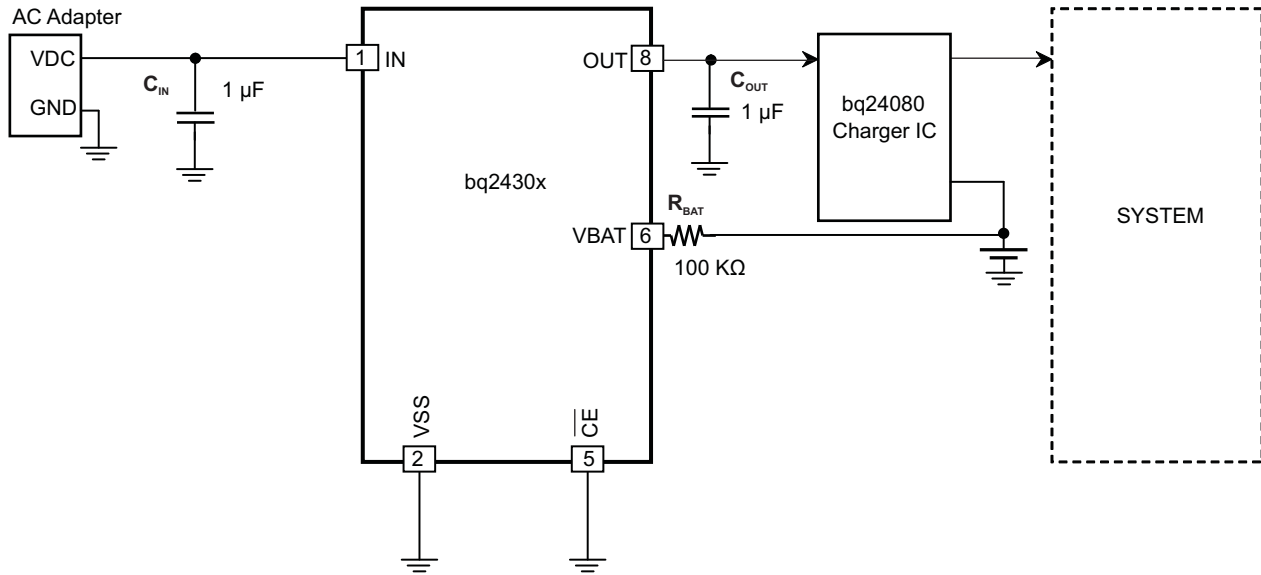 AC Adapter
VDC
GND
C_IN
1 µF
1
IN
OUT
8
C_OUT
1 µF
bq24080
Charger IC
bq2430x
SYSTEM
VBAT
6
R_BAT
100 KΩ
VSS
2
C̅E̅
5